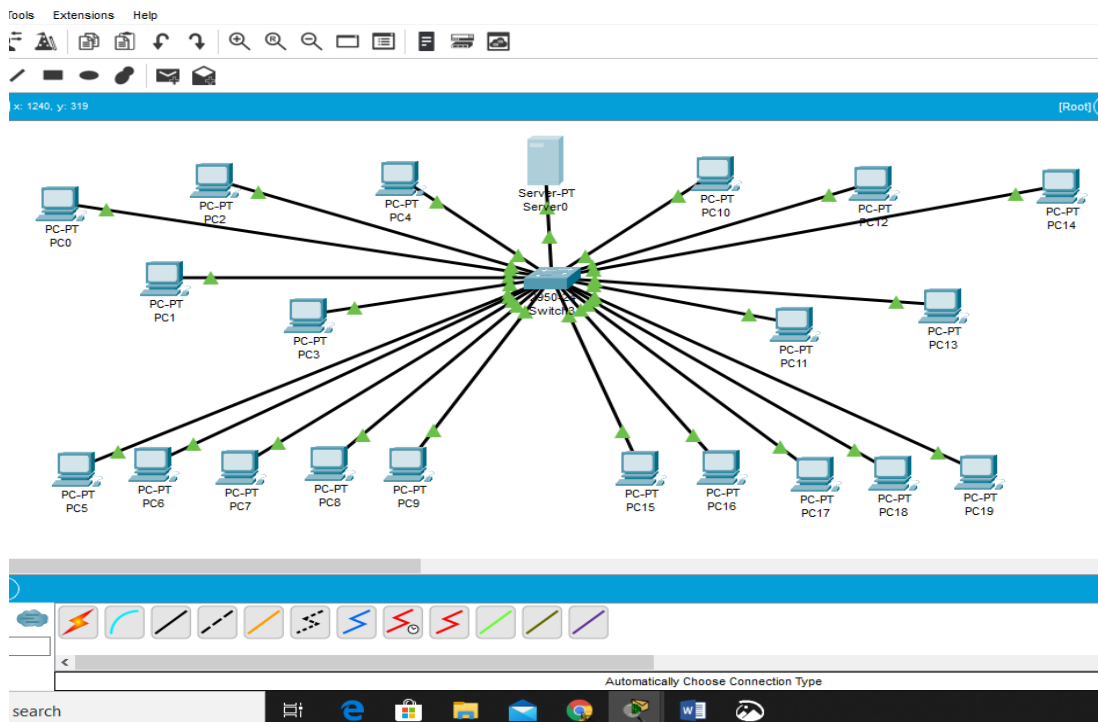 Tools Extensions Help
x: 1240, y: 319
[Root]
PC-PT
PC0
PC-PT
PC2
PC-PT
PC4
Server-PT
Server0
PC-PT
PC10
PC-PT
PC12
PC-PT
PC14
PC-PT
PC1
PC-PT
PC3
2950-24
Switch3
PC-PT
PC11
PC-PT
PC13
PC-PT
PC5
PC-PT
PC6
PC-PT
PC7
PC-PT
PC8
PC-PT
PC9
PC-PT
PC15
PC-PT
PC16
PC-PT
PC17
PC-PT
PC18
PC-PT
PC19
Automatically Choose Connection Type
search